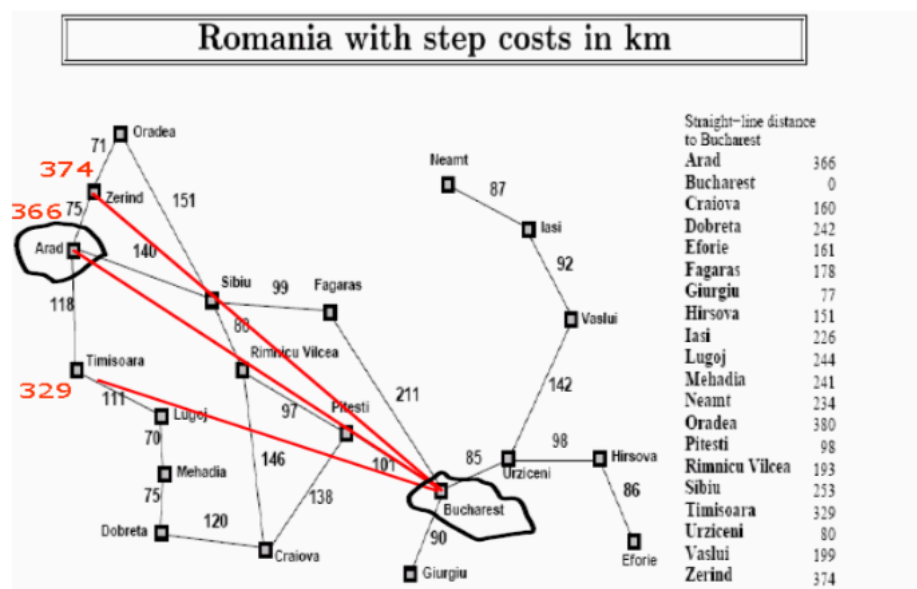 Romania with step costs in km
Oradea
71
Neamt
374
87
Zerind
151
366
75
Iasi
Arad
140
92
Sibiu
99
Fagaras
118
Vaslui
Timisoara
Rimnicu Vilcea
329
111
211
142
Lugoj
97
Pitesti
70
98
Hirsova
146
101
85
Urziceni
Mehadia
86
75
138
Bucharest
120
Dobreta
90
Craiova
Eforie
Giurgiu
Straight−line distance
to Bucharest
Arad 366
Bucharest 0
Craiova 160
Dobreta 242
Eforie 161
Fagaras 178
Giurgiu 77
Hirsova 151
Iasi 226
Lugoj 244
Mehadia 241
Neamt 234
Oradea 380
Pitesti 98
Rimnicu Vilcea 193
Sibiu 253
Timisoara 329
Urziceni 80
Vaslui 199
Zerind 374